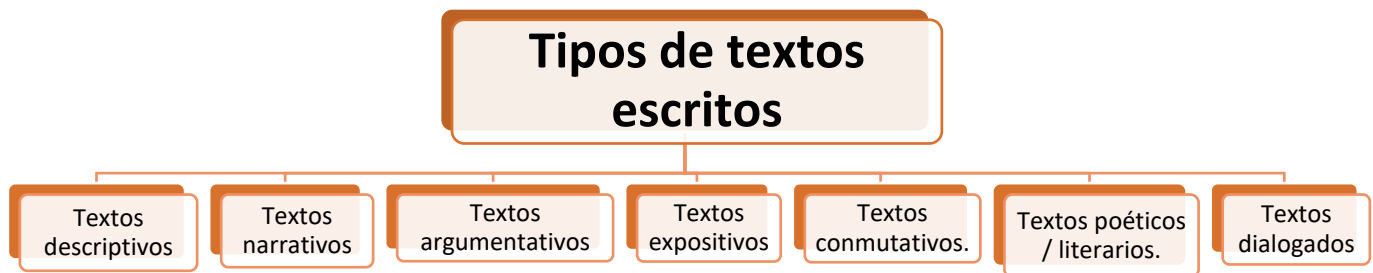 Tipos de textos
escritos
Textos
descriptivos
Textos
narrativos
Textos
argumentativos
Textos
expositivos
Textos
conmutativos.
Textos poéticos
/ literarios.
Textos
dialogados